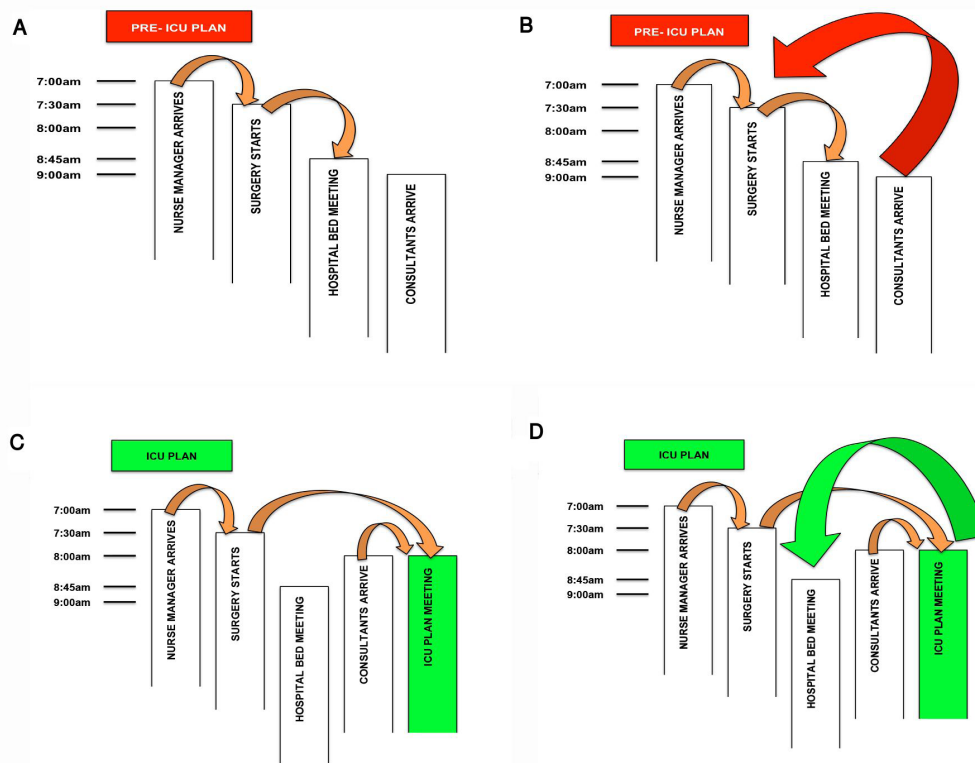 A
PRE- ICU PLAN
7:00am
7:30am
8:00am
8:45am
9:00am
NURSE MANAGER ARRIVES
SURGERY STARTS
HOSPITAL BED MEETING
CONSULTANTS ARRIVE
B
PRE- ICU PLAN
7:00am
7:30am
8:00am
8:45am
9:00am
NURSE MANAGER ARRIVES
SURGERY STARTS
HOSPITAL BED MEETING
CONSULTANTS ARRIVE
C
ICU PLAN
7:00am
7:30am
8:00am
8:45am
9:00am
NURSE MANAGER ARRIVES
SURGERY STARTS
HOSPITAL BED MEETING
CONSULTANTS ARRIVE
ICU PLAN MEETING
D
ICU PLAN
7:00am
7:30am
8:00am
8:45am
9:00am
NURSE MANAGER ARRIVES
SURGERY STARTS
HOSPITAL BED MEETING
CONSULTANTS ARRIVE
ICU PLAN MEETING